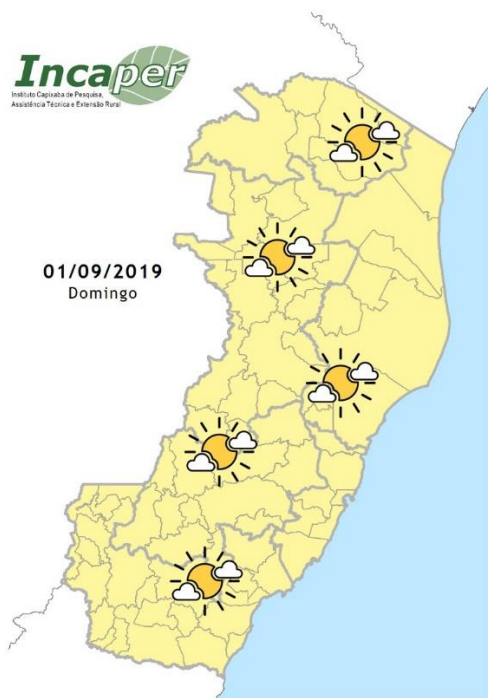 Incaper
Instituto Capixaba de Pesquisa,
Assistência Técnica e Extensão Rural
01/09/2019
Domingo